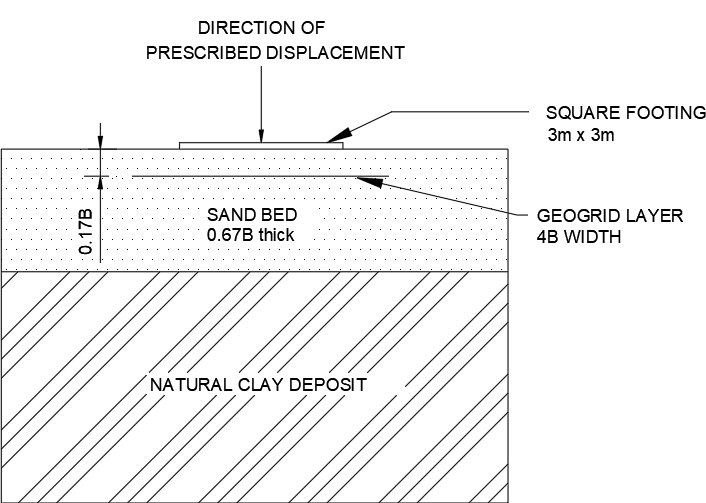 DIRECTION OF
PRESCRIBED DISPLACEMENT
SQUARE FOOTING
3m x 3m
0.17B
SAND BED
0.67B thick
GEOGRID LAYER
4B WIDTH
NATURAL CLAY DEPOSIT